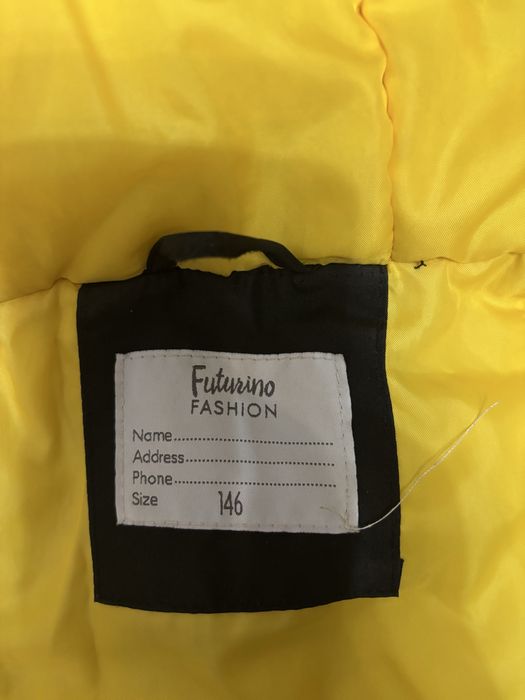 Futurino
FASHION
Name................................
Address..............................
Phone................................
Size 146